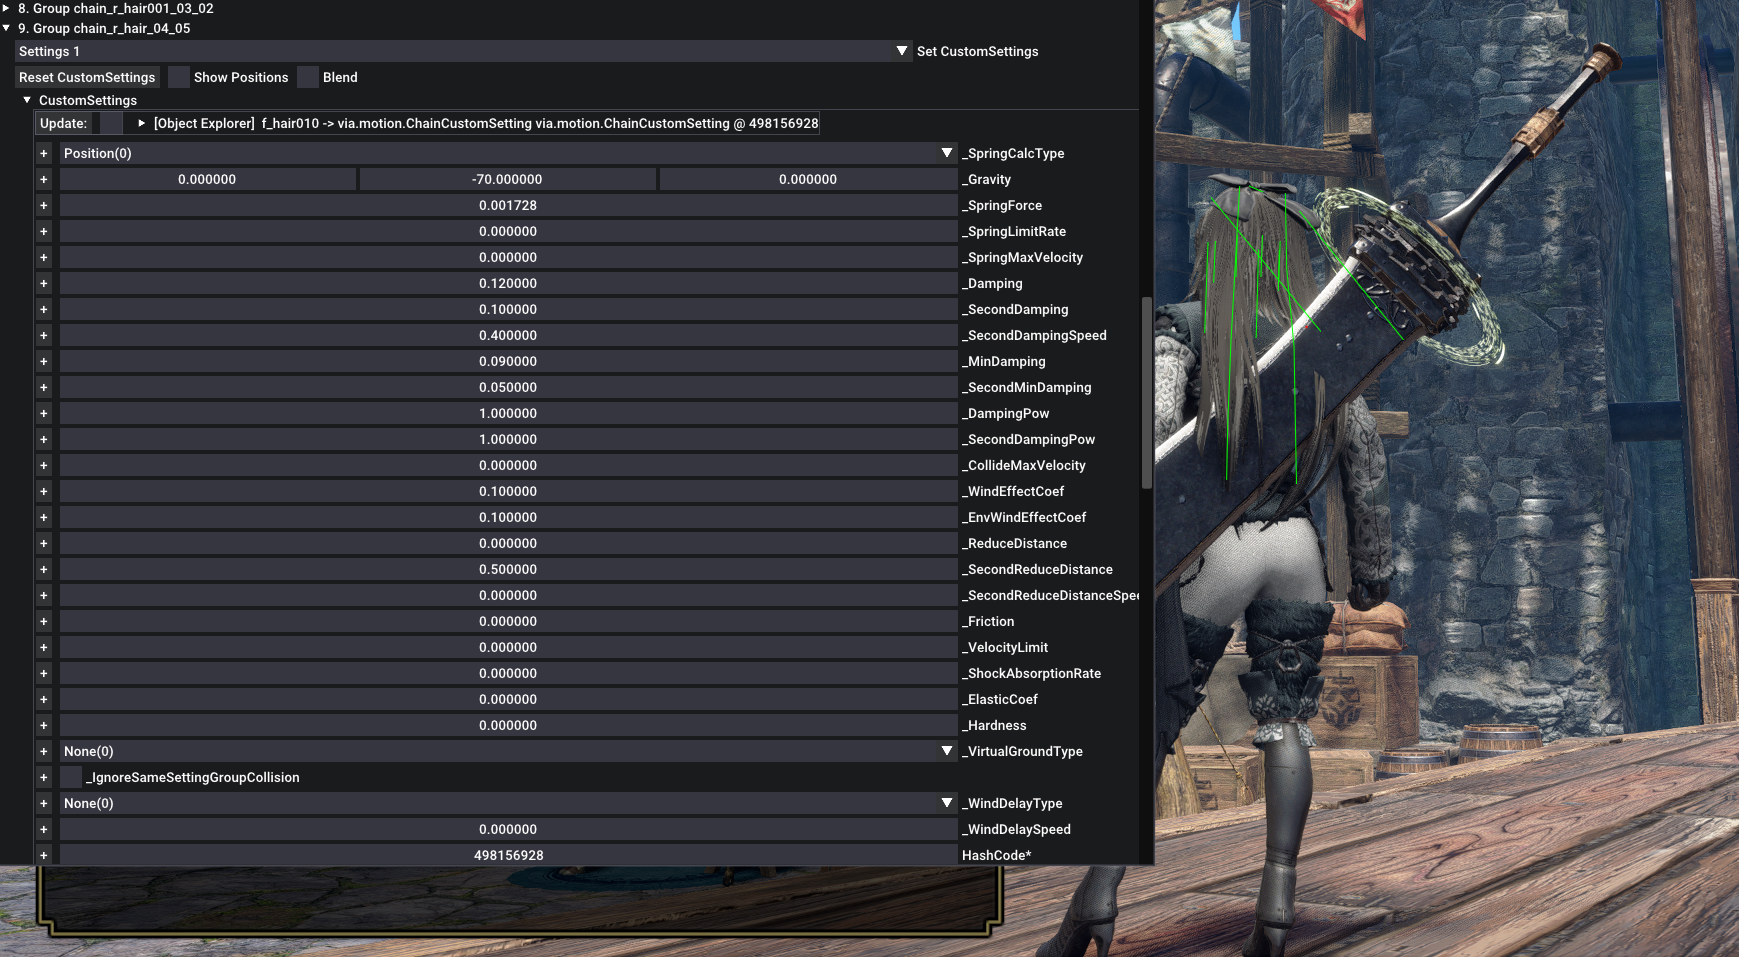 8. Group chain_r_hair001_03_02
9. Group chain_r_hair_04_05
Settings 1 Set CustomSettings
Reset CustomSettings Show Positions Blend
CustomSettings
Update: [Object Explorer] f_hair010 -> via.motion.ChainCustomSetting via.motion.ChainCustomSetting @ 498156928
+ Position(0) _SpringCalcType
+ 0.000000 -70.000000 0.000000 _Gravity
+ 0.001728 _SpringForce
+ 0.000000 _SpringLimitRate
+ 0.000000 _SpringMaxVelocity
+ 0.120000 _Damping
+ 0.100000 _SecondDamping
+ 0.400000 _SecondDampingSpeed
+ 0.090000 _MinDamping
+ 0.050000 _SecondMinDamping
+ 1.000000 _DampingPow
+ 1.000000 _SecondDampingPow
+ 0.000000 _CollideMaxVelocity
+ 0.100000 _WindEffectCoef
+ 0.100000 _EnvWindEffectCoef
+ 0.000000 _ReduceDistance
+ 0.500000 _SecondReduceDistance
+ 0.000000 _SecondReduceDistanceSpee
+ 0.000000 _Friction
+ 0.000000 _VelocityLimit
+ 0.000000 _ShockAbsorptionRate
+ 0.000000 _ElasticCoef
+ 0.000000 _Hardness
+ None(0) _VirtualGroundType
+ _IgnoreSameSettingGroupCollision
+ None(0) _WindDelayType
+ 0.000000 _WindDelaySpeed
+ 498156928 HashCode*